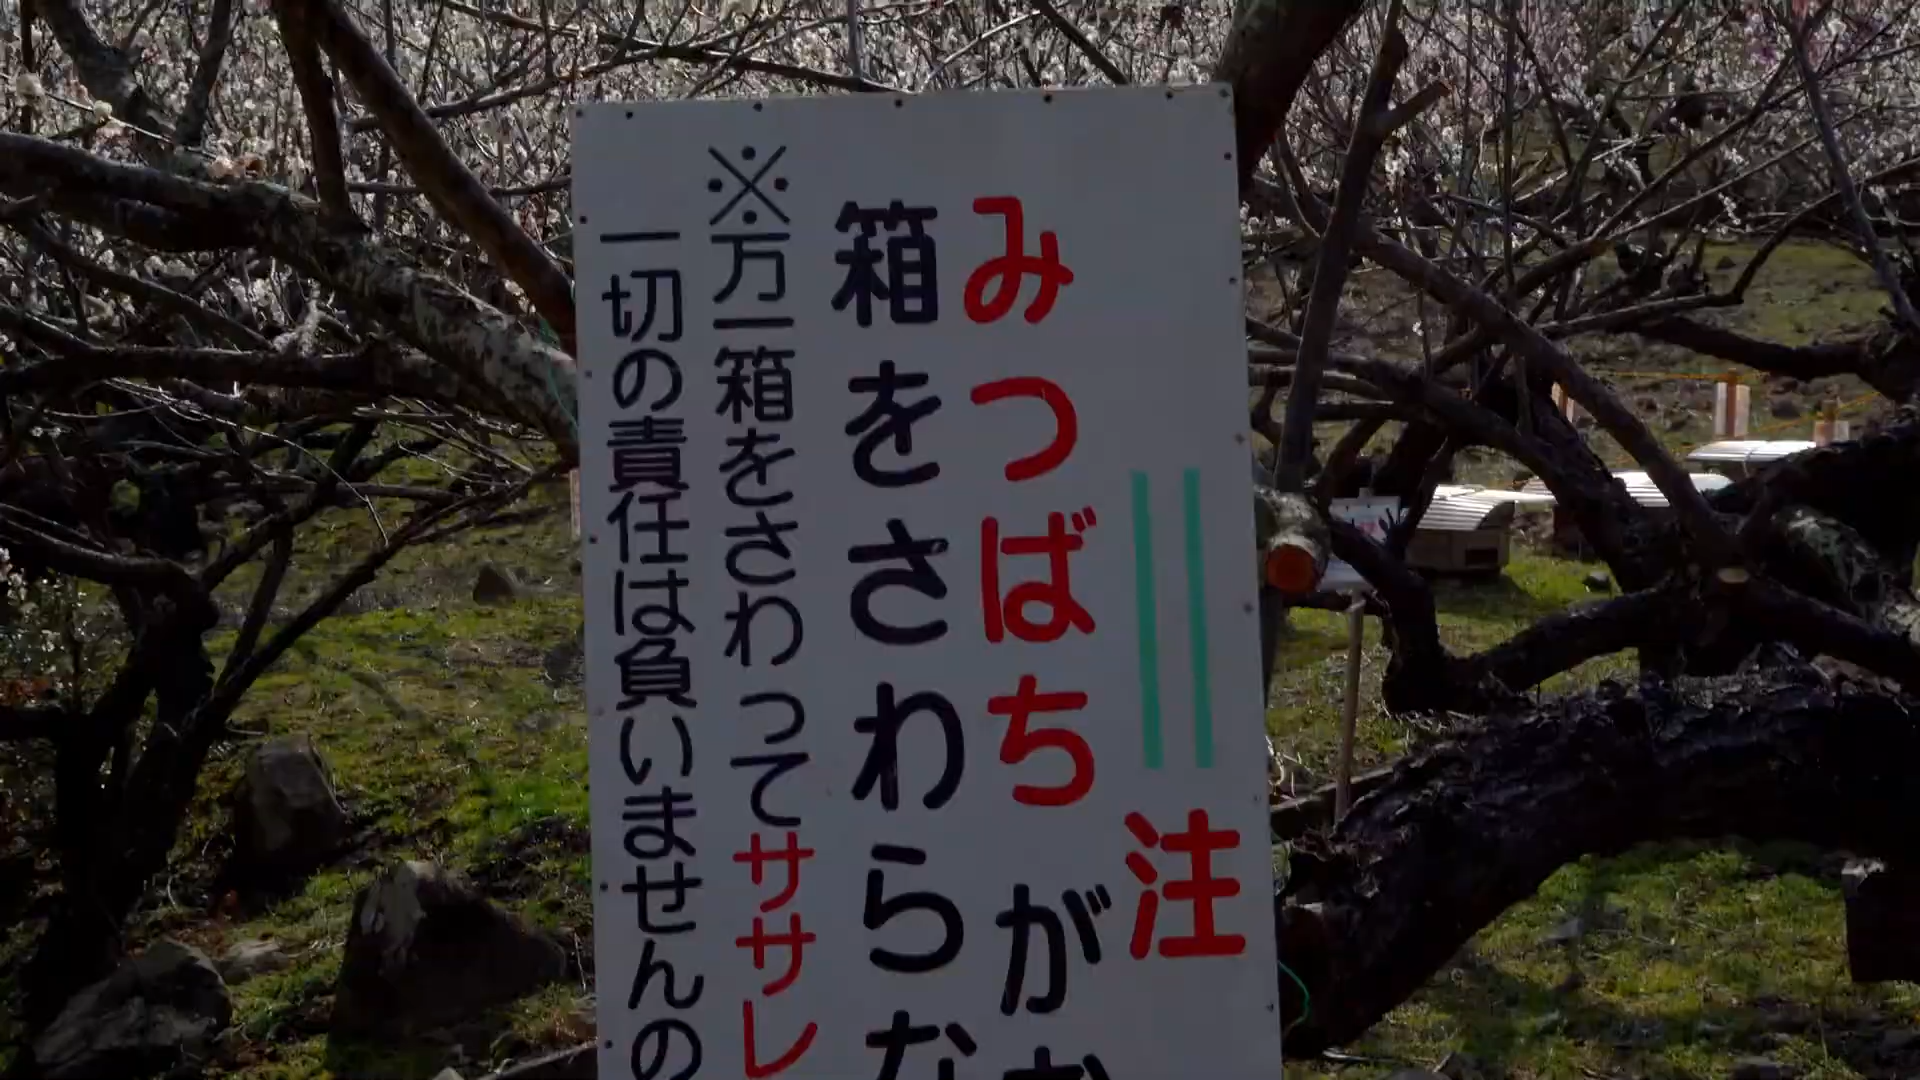 注
みつばちが
箱をさわらな
※万一箱をさわってササレ
一切の責任は負いませんの